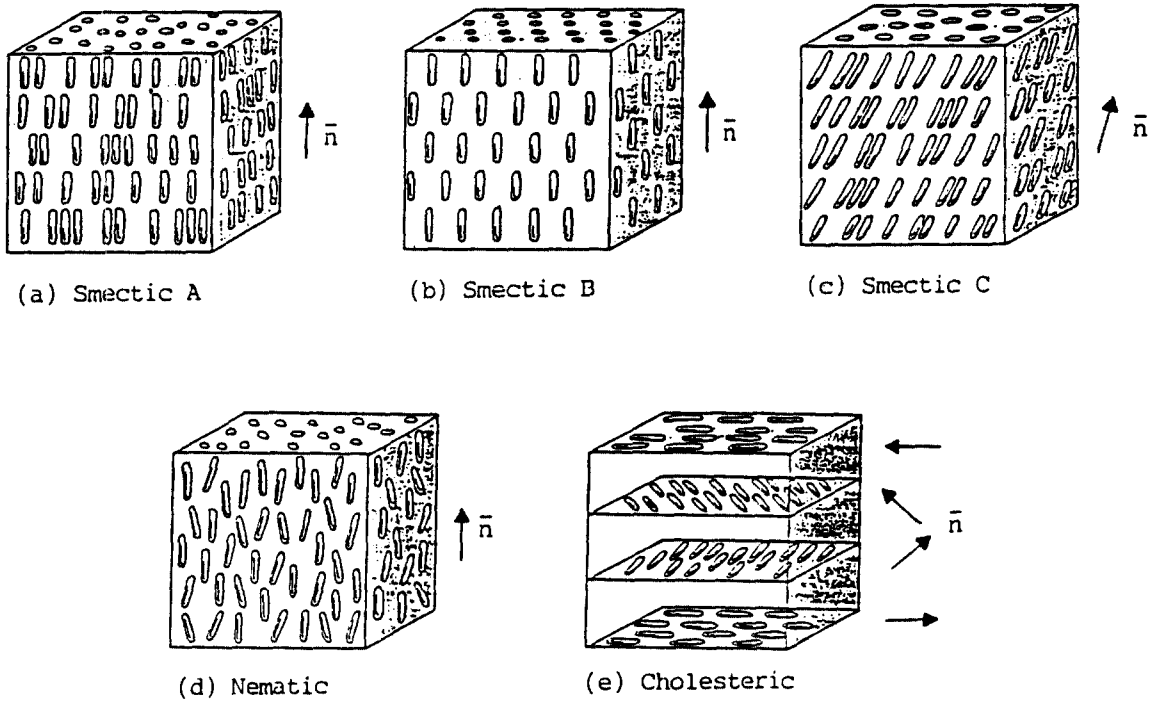 n̄
n̄
n̄
(a) Smectic A
(b) Smectic B
(c) Smectic C
n̄
n̄
(d) Nematic
(e) Cholesteric